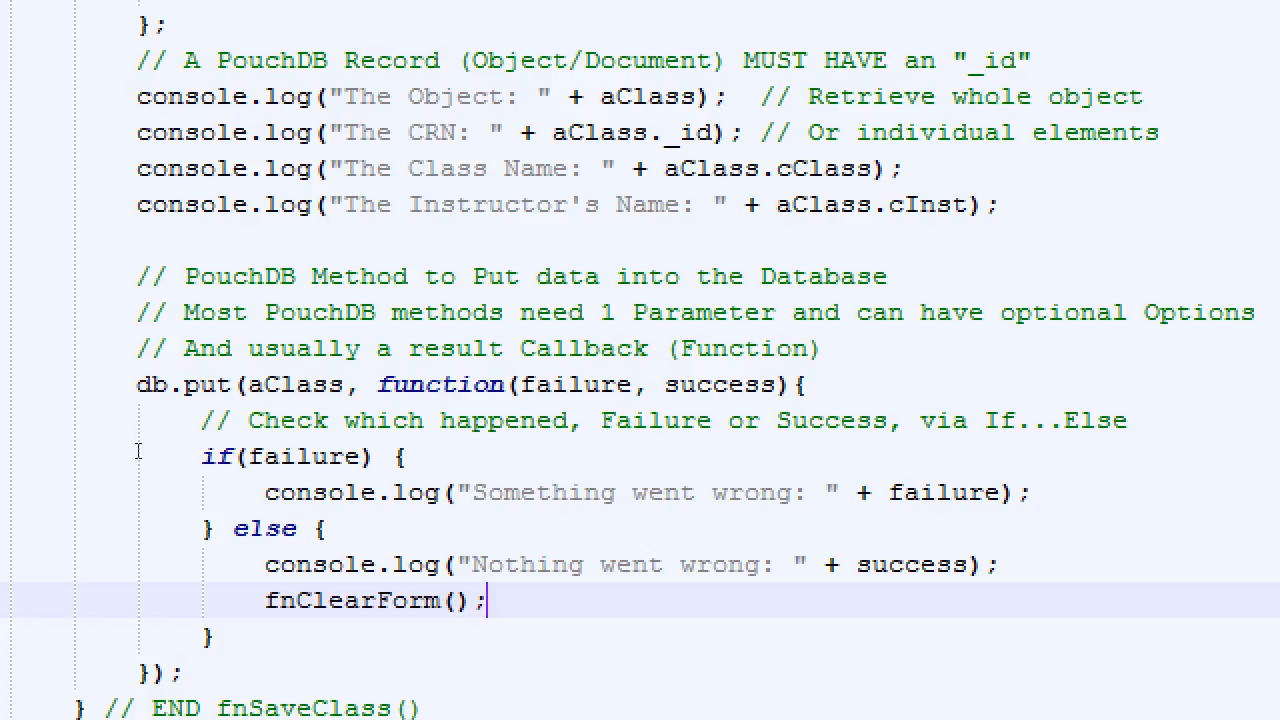 };
// A PouchDB Record (Object/Document) MUST HAVE an "_id"
console.log("The Object: " + aClass);  // Retrieve whole object
console.log("The CRN: " + aClass._id); // Or individual elements
console.log("The Class Name: " + aClass.cClass);
console.log("The Instructor's Name: " + aClass.cInst);
// PouchDB Method to Put data into the Database
// Most PouchDB methods need 1 Parameter and can have optional Options
// And usually a result Callback (Function)
db.put(aClass, function(failure, success){
// Check which happened, Failure or Success, via If...Else
if(failure) {
console.log("Something went wrong: " + failure);
} else {
console.log("Nothing went wrong: " + success);
fnClearForm();
}
});
} // END fnSaveClass()